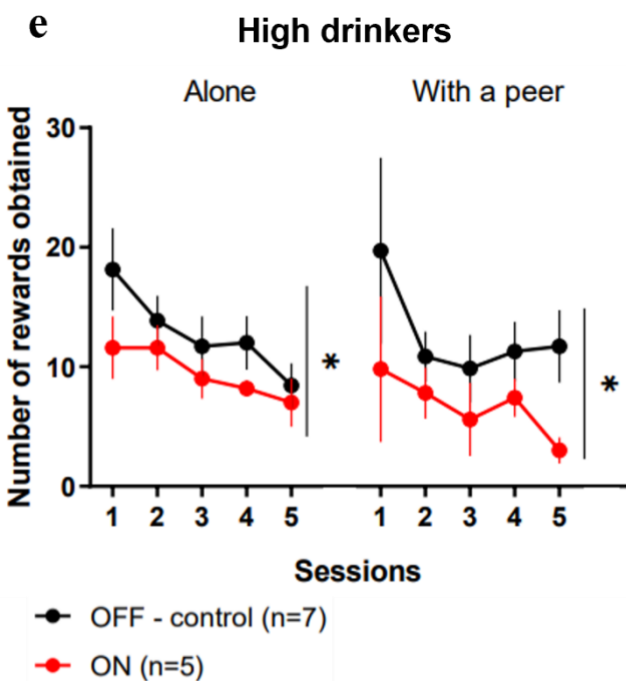 e
High drinkers
Alone With a peer
Number of rewards obtained
30
20
*
10
*
0
1 2 3 4 5 1 2 3 4 5
Sessions
OFF - control (n=7)
ON (n=5)